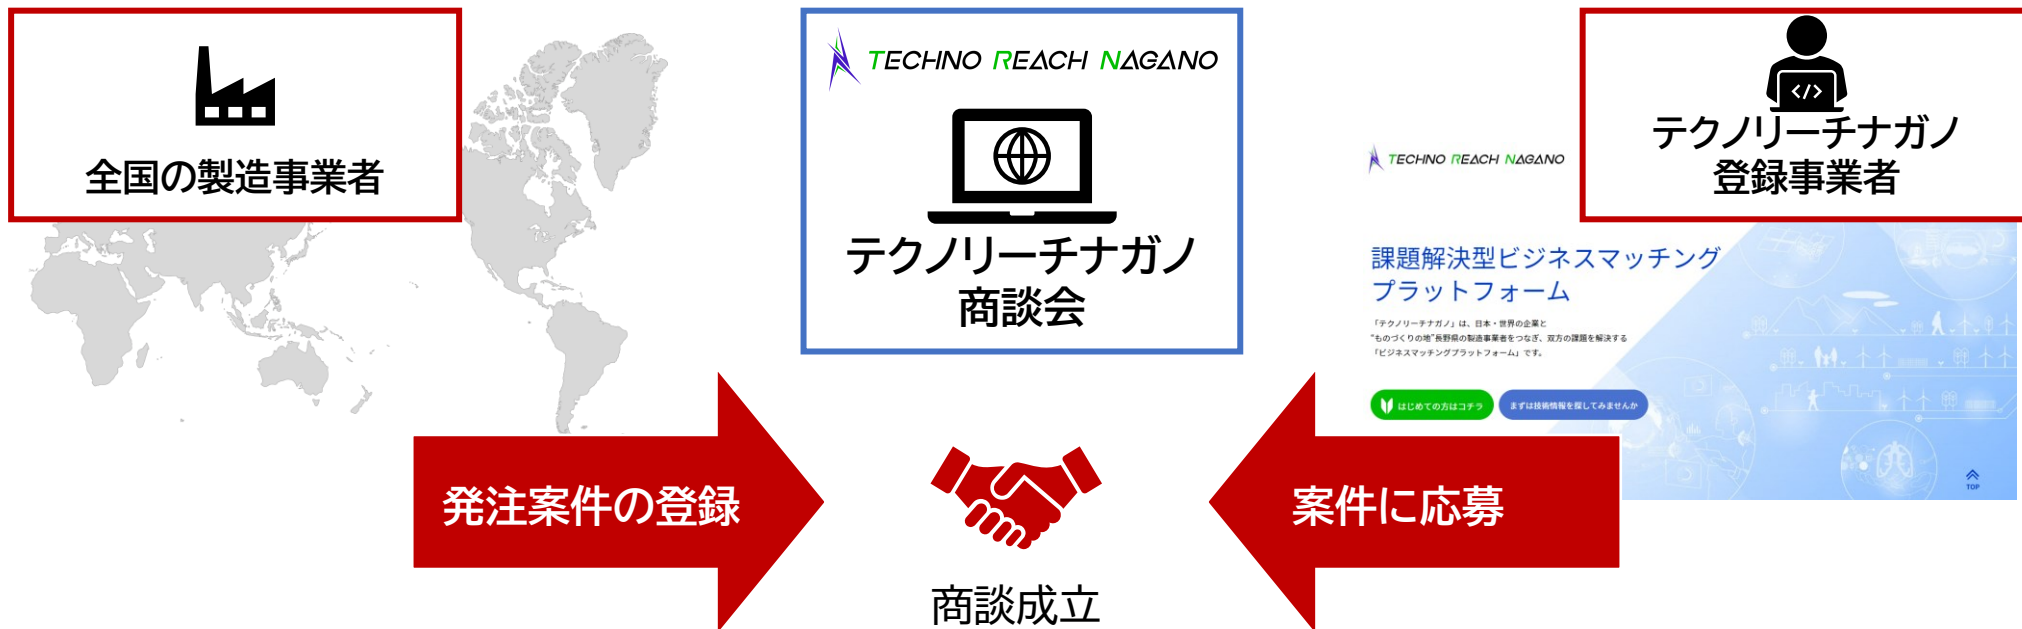 全国の製造事業者
TECHNO REACH NAGANO
テクノリーチナガノ
商談会
</>
テクノリーチナガノ
登録事業者
TECHNO REACH NAGANO
課題解決型ビジネスマッチング
プラットフォーム
「テクノリーチナガノ」は、日本・世界の企業と
“ものづくりの地”長野県の製造事業者をつなぎ、双方の課題を解決する
「ビジネスマッチングプラットフォーム」です。
はじめての方はコチラ
まずは技術情報を探してみませんか
TOP
発注案件の登録
案件に応募
商談成立